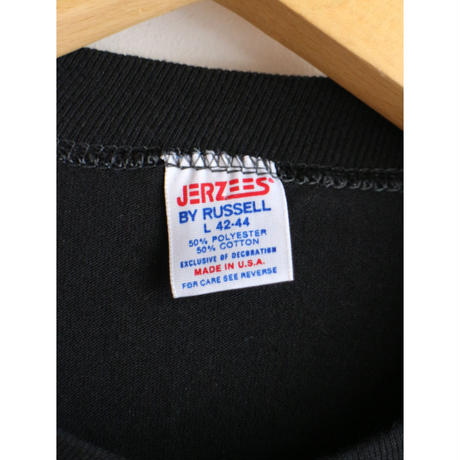 JERZEES®
BY RUSSELL
L 42-44
50% POLYESTER
50% COTTON
EXCLUSIVE OF DECORATION
MADE IN U.S.A.
FOR CARE SEE REVERSE